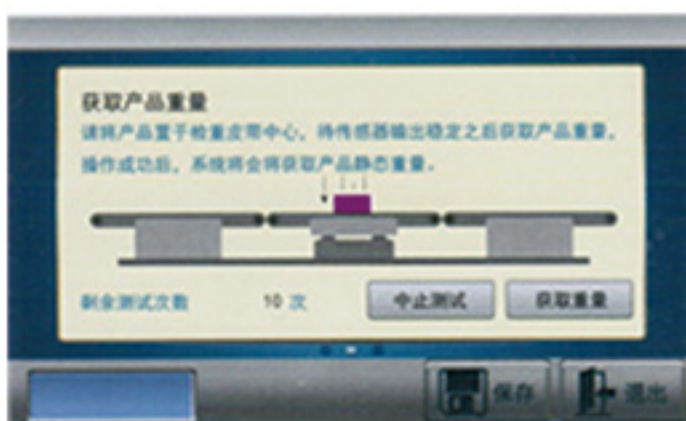 获取产品重量
请将产品置于检重皮带中心，待传感器输出稳定之后获取产品重量。
操作成功后，系统将会将获取产品静态重量。
剩余测试次数 10 次 中止测试 获取重量
保存 退出